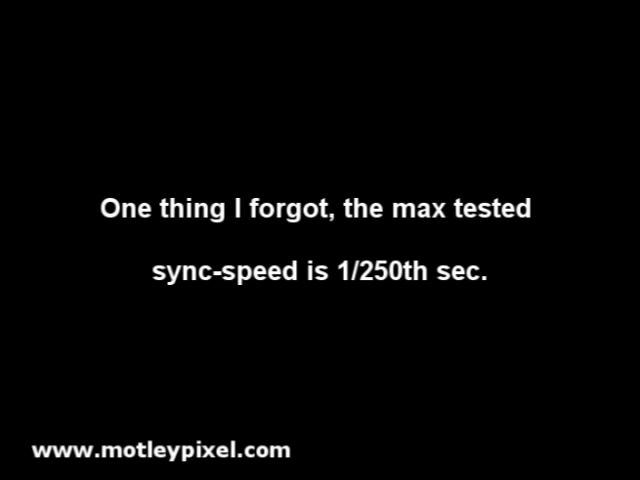 One thing I forgot, the max tested
sync-speed is 1/250th sec.
www.motleypixel.com